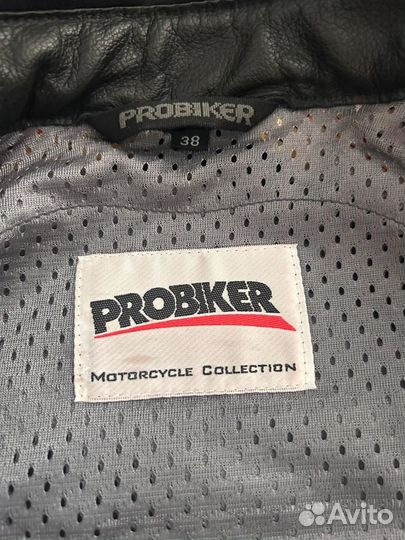 PROBIKER
38
PROBIKER
MOTORCYCLE COLLECTION
Avito